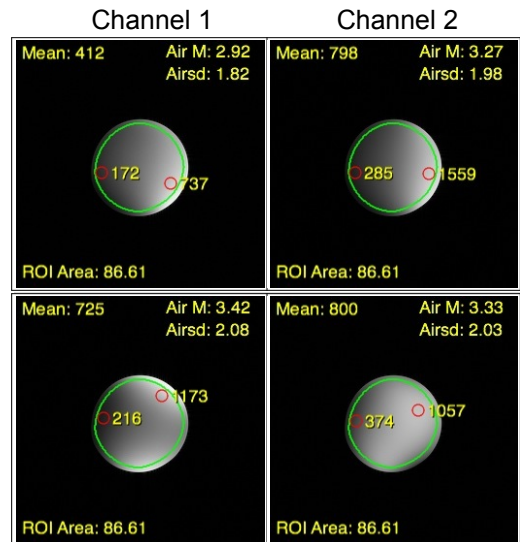 Channel 1
Channel 2
Mean: 412
Air M: 2.92
Airsd: 1.82
172
737
ROI Area: 86.61
Mean: 798
Air M: 3.27
Airsd: 1.98
285
1559
ROI Area: 86.61
Mean: 725
Air M: 3.42
Airsd: 2.08
216
1173
ROI Area: 86.61
Mean: 800
Air M: 3.33
Airsd: 2.03
374
1057
ROI Area: 86.61